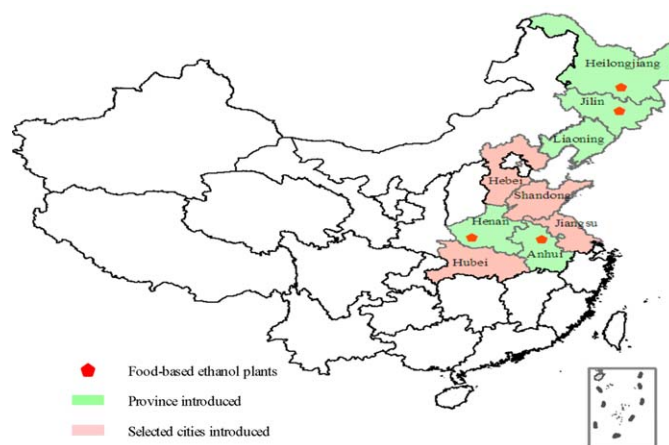 Heilongjiang
Jilin
Liaoning
Hebei
Shandong
Henan
Jiangsu
Anhui
Hubei
Food-based ethanol plants
Province introduced
Selected cities introduced